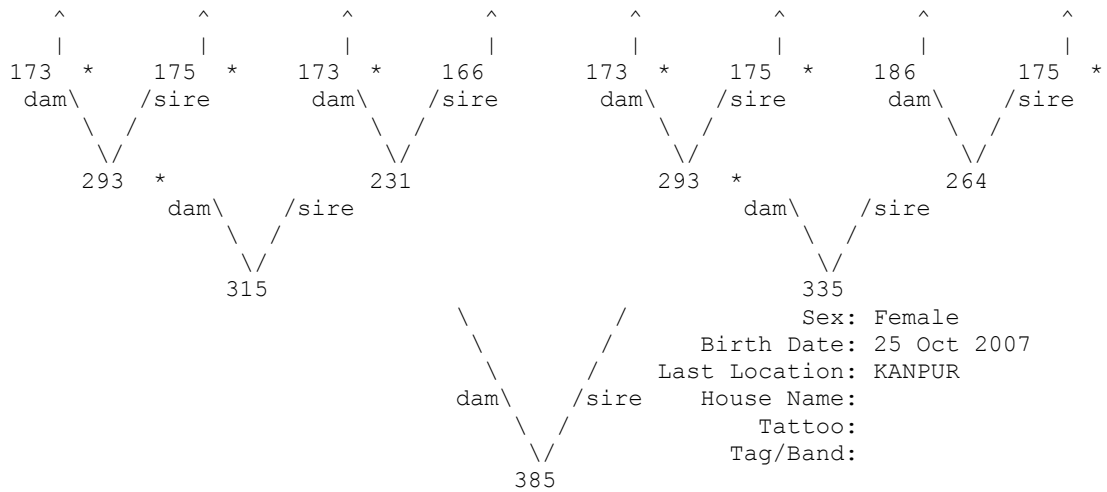 ^ ^ ^ ^ ^ ^ ^ ^
| | | | | | | |
173 * 175 * 173 * 166 173 * 175 * 186 175 *
dam\ /sire dam\ /sire dam\ /sire dam\ /sire
\ / \ / \ / \ /
\/ \/ \/ \/
293 * 231 293 * 264
dam\ /sire dam\ /sire
\ / \ /
\/ \/
315 335
\ / Sex: Female
\ / Birth Date: 25 Oct 2007
\ / Last Location: KANPUR
dam\ /sire House Name:
\ / Tattoo:
\/ Tag/Band:
385